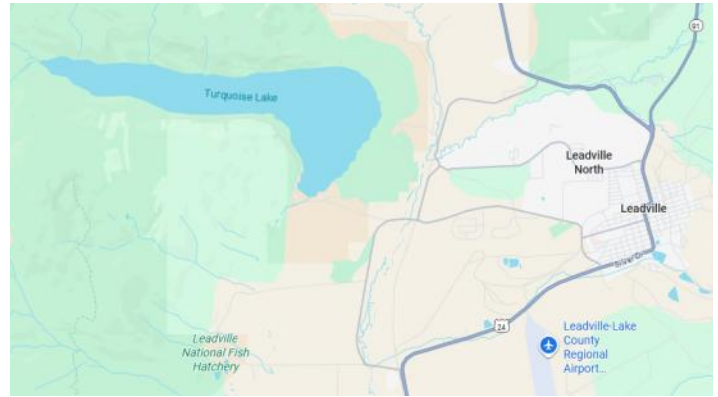 91
Turquoise Lake
Leadville
North
Leadville
24
Leadville
National Fish
Hatchery
Leadville-Lake
County
Regional
Airport...